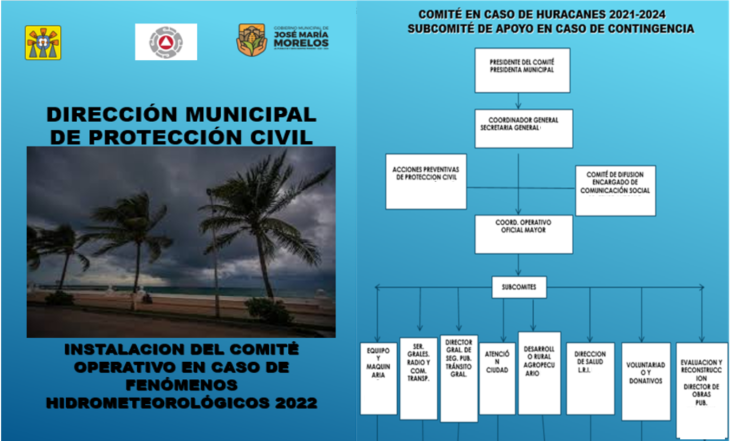 GOBIERNO MUNICIPAL DE
JOSÉ MARÍA
MORELOS
DIRECCIÓN MUNICIPAL
DE PROTECCIÓN CIVIL
INSTALACION DEL COMITÉ
OPERATIVO EN CASO DE
FENÓMENOS
HIDROMETEOROLÓGICOS 2022
COMITÉ EN CASO DE HURACANES 2021-2024
SUBCOMITÉ DE APOYO EN CASO DE CONTINGENCIA
PRESIDENTE DEL COMITÉ
PRESIDENTA MUNICIPAL
COORDINADOR GENERAL
SECRETARIA GENERAL
ACCIONES PREVENTIVAS
DE PROTECCION CIVIL
COMITÉ DE DIFUSION
ENCARGADO DE
COMUNICACIÓN SOCIAL
COORD. OPERATIVO
OFICIAL MAYOR
SUBCOMITES
EQUIPO
Y
MAQUIN
ARIA
SER.
GRALES.
RADIO Y
COM.
TRANSP.
DIRECTOR
GRAL. DE
SEG. PUB.
TRÁNSITO
GRAL.
ATENCIÓ
N
CIUDAD
DESARROLL
O RURAL
AGROPECU
ARIO
DIRECCION
DE SALUD
L.R.I.
VOLUNTARIAD
O Y
DONATIVOS
EVALUACION Y
RECONSTRUCC
CION
DIRECTOR DE
OBRAS
PUB.